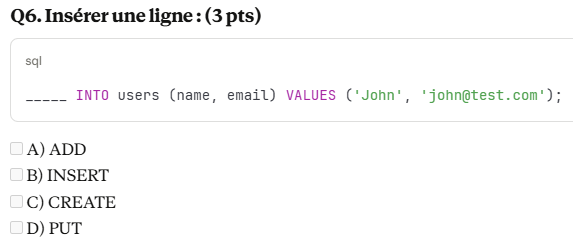 Q6. Insérer une ligne : (3 pts)
sql
_____ INTO users (name, email) VALUES ('John', 'john@test.com');
A) ADD
B) INSERT
C) CREATE
D) PUT